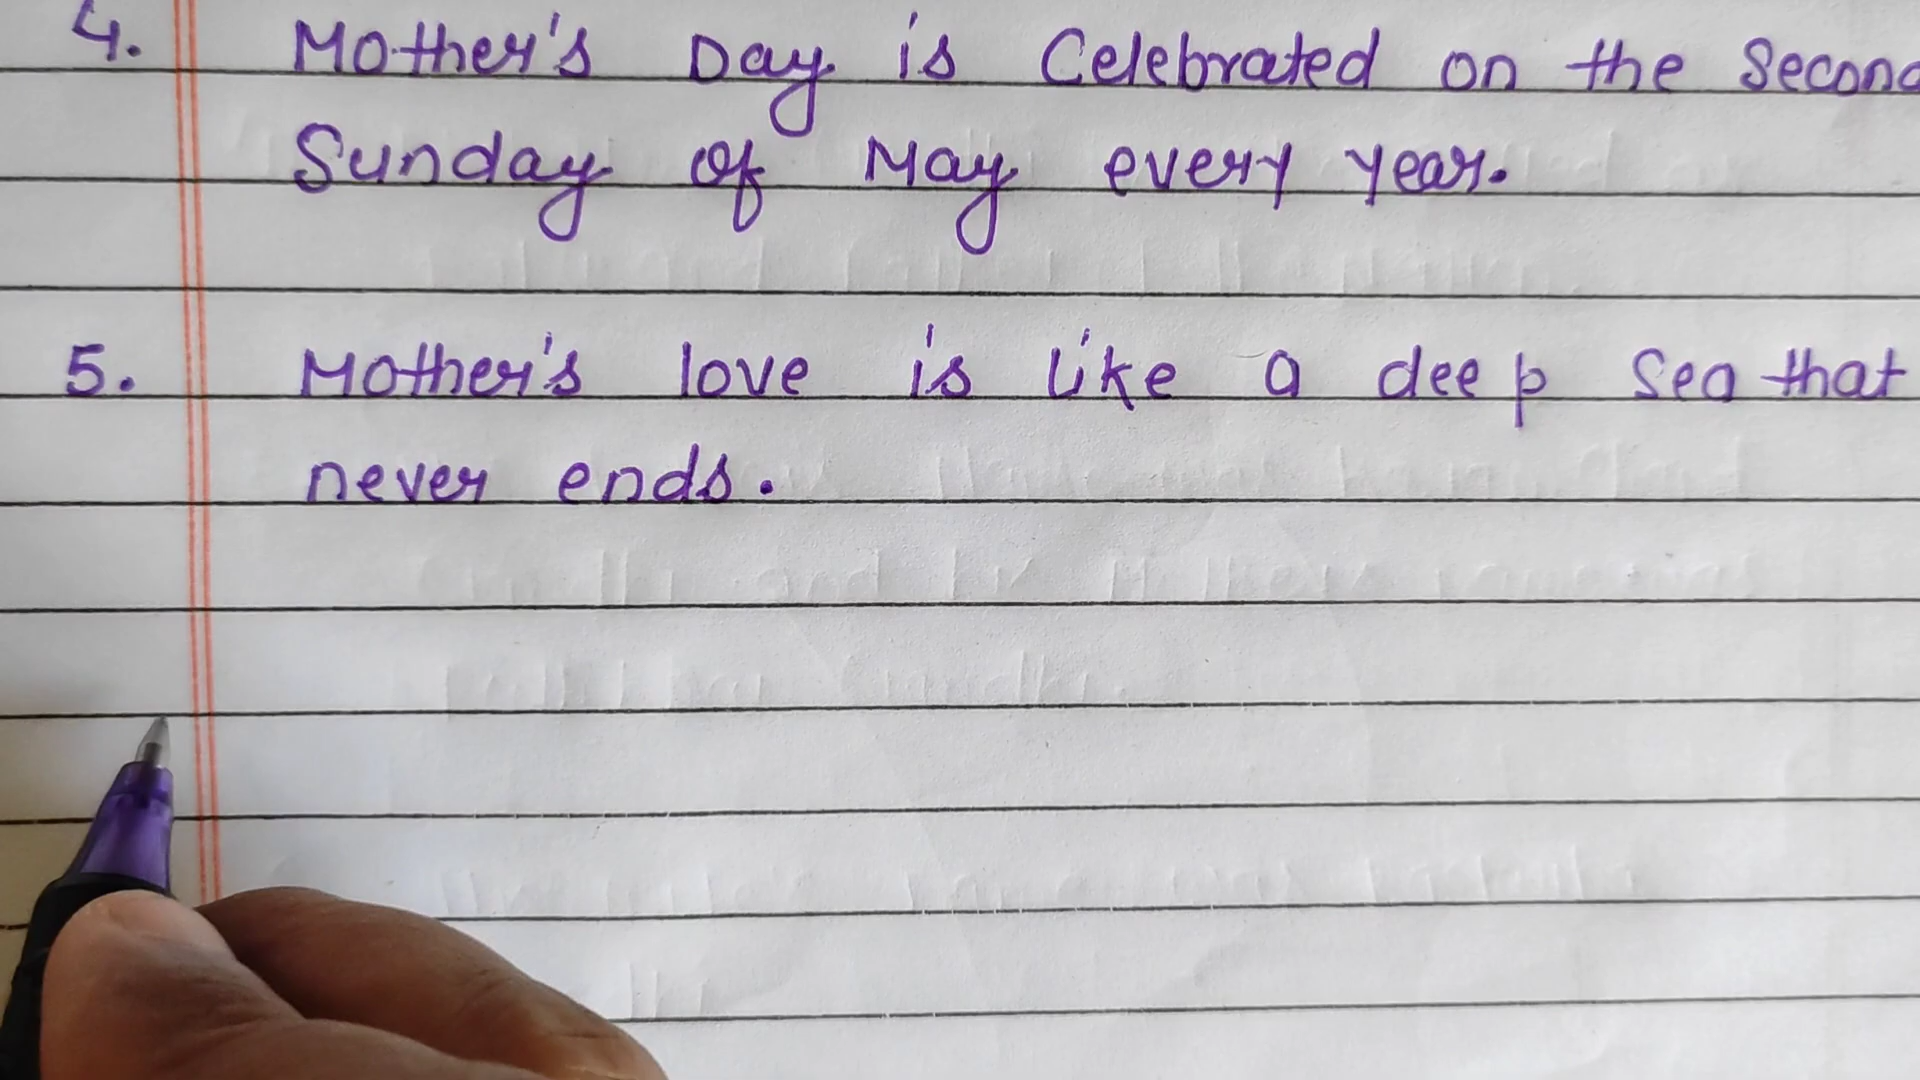 4. Mother's Day is Celebrated on the Second
Sunday of May every year.
5. Mother's love is like a deep Sea that
never ends.